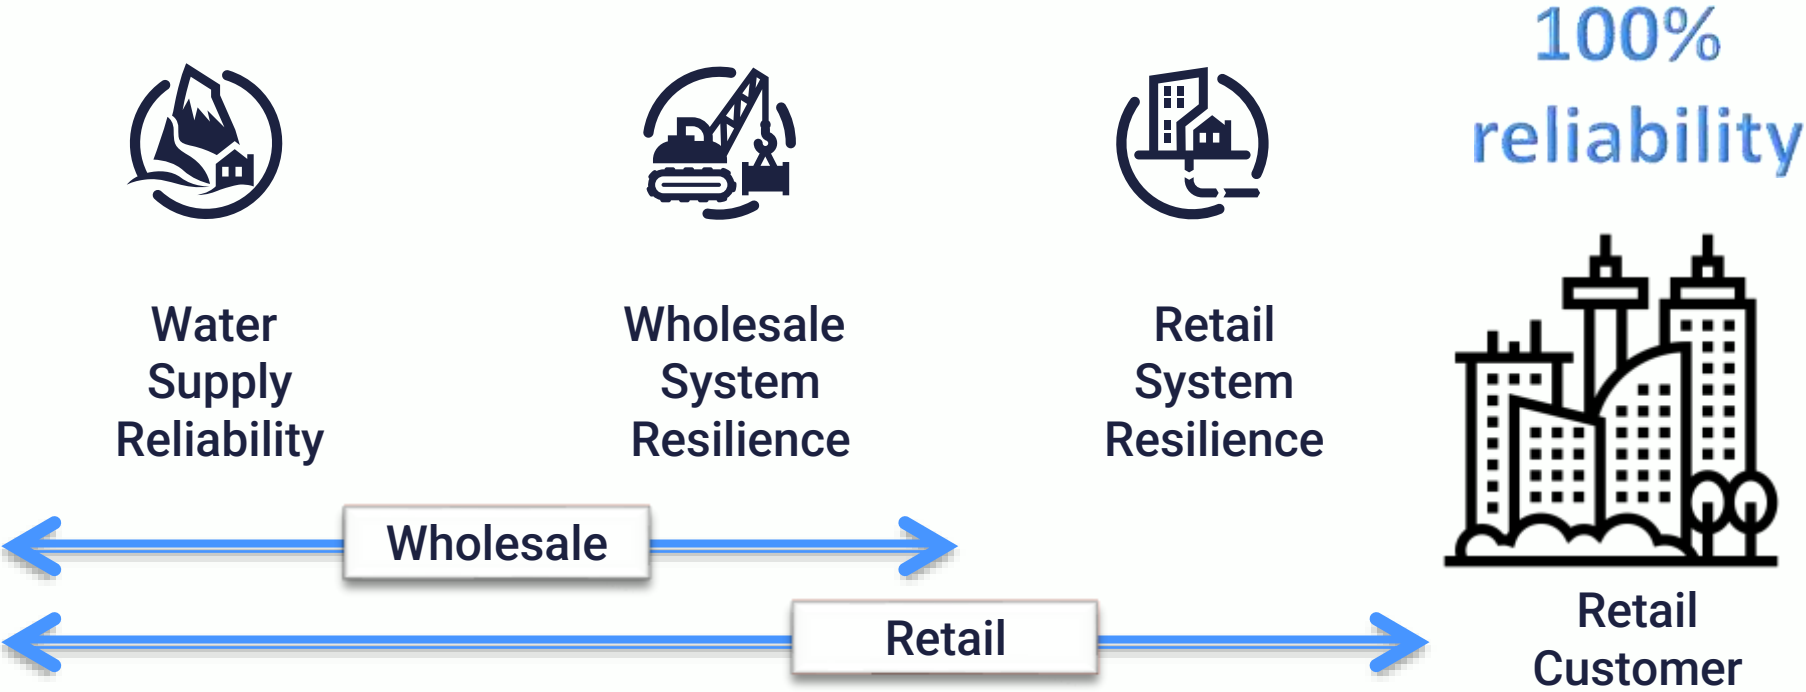 100%
reliability
Water
Supply
Reliability
Wholesale
System
Resilience
Retail
System
Resilience
Wholesale
Retail
Retail
Customer